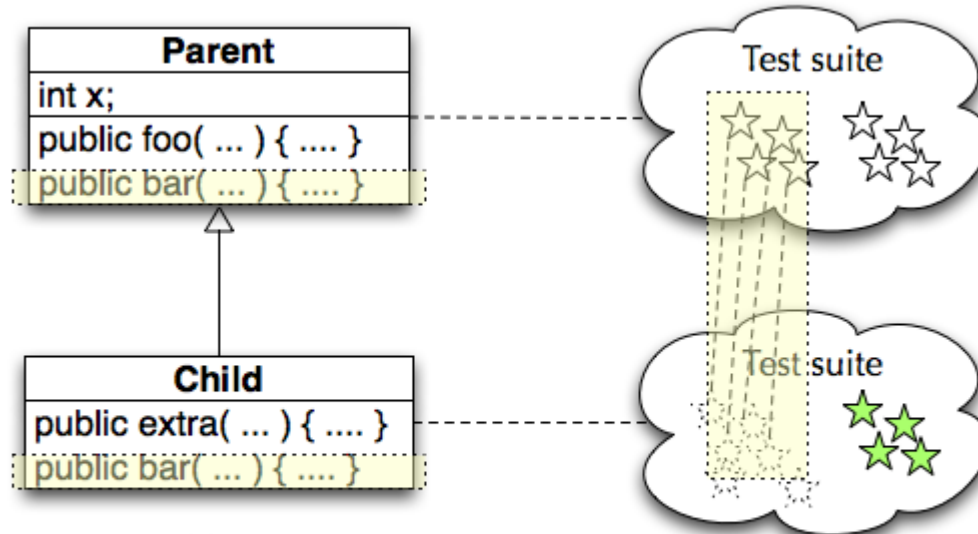 Parent
int x;
public foo( ... ) { .... }
public bar( ... ) { .... }
Test suite
Child
public extra( ... ) { .... }
public bar( ... ) { .... }
Test suite